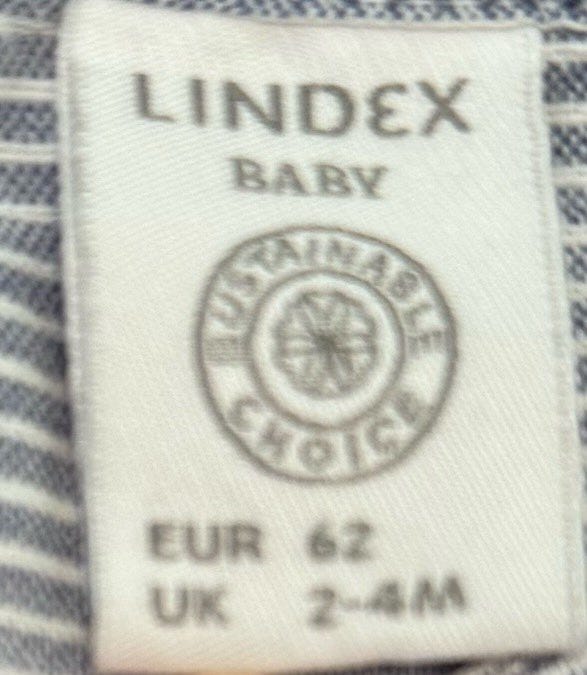 LINDEX
BABY
SUSTAINABLE
CHOICE
EUR 62
UK 2-4M